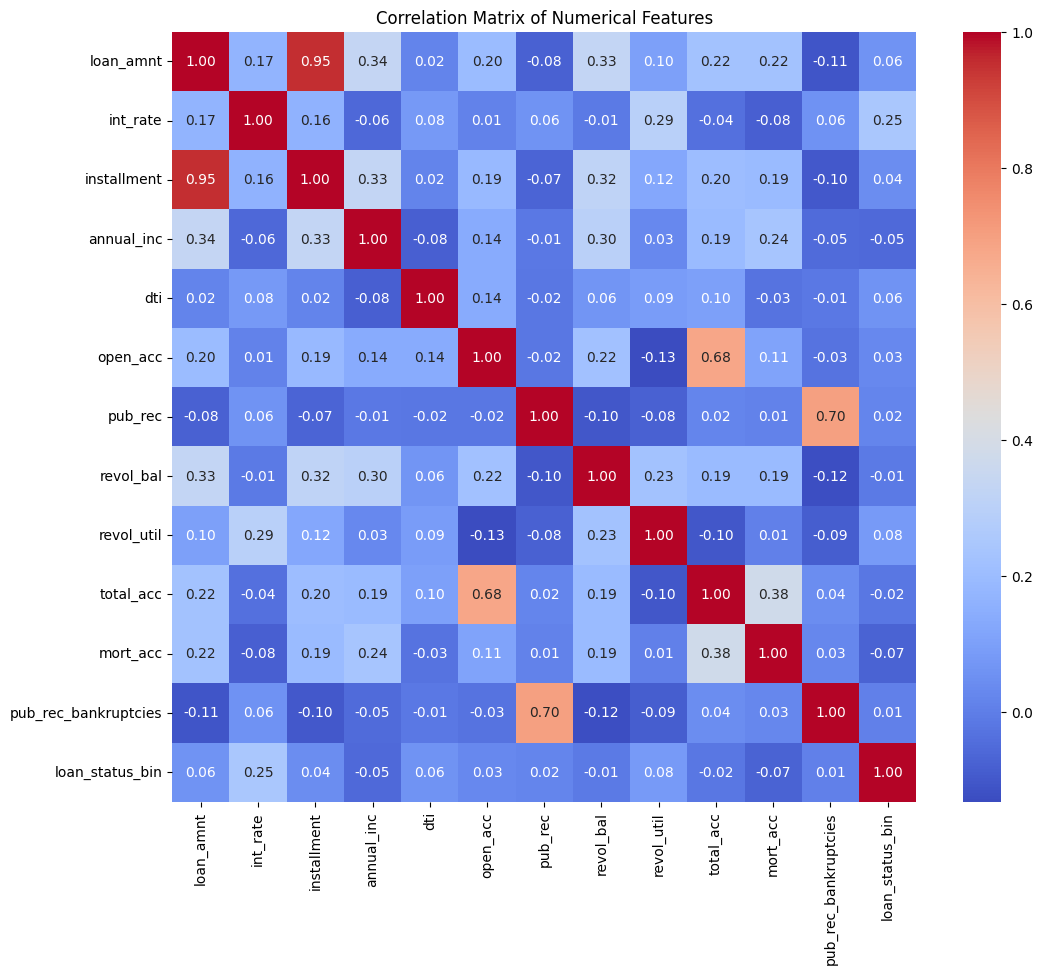 Correlation Matrix of Numerical Features
loan_amnt 1.00 0.17 0.95 0.34 0.02 0.20 -0.08 0.33 0.10 0.22 0.22 -0.11 0.06
int_rate 0.17 1.00 0.16 -0.06 0.08 0.01 0.06 -0.01 0.29 -0.04 -0.08 0.06 0.25
installment 0.95 0.16 1.00 0.33 0.02 0.19 -0.07 0.32 0.12 0.20 0.19 -0.10 0.04
annual_inc 0.34 -0.06 0.33 1.00 -0.08 0.14 -0.01 0.30 0.03 0.19 0.24 -0.05 -0.05
dti 0.02 0.08 0.02 -0.08 1.00 0.14 -0.02 0.06 0.09 0.10 -0.03 -0.01 0.06
open_acc 0.20 0.01 0.19 0.14 0.14 1.00 -0.02 0.22 -0.13 0.68 0.11 -0.03 0.03
pub_rec -0.08 0.06 -0.07 -0.01 -0.02 -0.02 1.00 -0.10 -0.08 0.02 0.01 0.70 0.02
revol_bal 0.33 -0.01 0.32 0.30 0.06 0.22 -0.10 1.00 0.23 0.19 0.19 -0.12 -0.01
revol_util 0.10 0.29 0.12 0.03 0.09 -0.13 -0.08 0.23 1.00 -0.10 0.01 -0.09 0.08
total_acc 0.22 -0.04 0.20 0.19 0.10 0.68 0.02 0.19 -0.10 1.00 0.38 0.04 -0.02
mort_acc 0.22 -0.08 0.19 0.24 -0.03 0.11 0.01 0.19 0.01 0.38 1.00 0.03 -0.07
pub_rec_bankruptcies -0.11 0.06 -0.10 -0.05 -0.01 -0.03 0.70 -0.12 -0.09 0.04 0.03 1.00 0.01
loan_status_bin 0.06 0.25 0.04 -0.05 0.06 0.03 0.02 -0.01 0.08 -0.02 -0.07 0.01 1.00
loan_amnt
int_rate
installment
annual_inc
dti
open_acc
pub_rec
revol_bal
revol_util
total_acc
mort_acc
pub_rec_bankruptcies
loan_status_bin
1.0
0.8
0.6
0.4
0.2
0.0